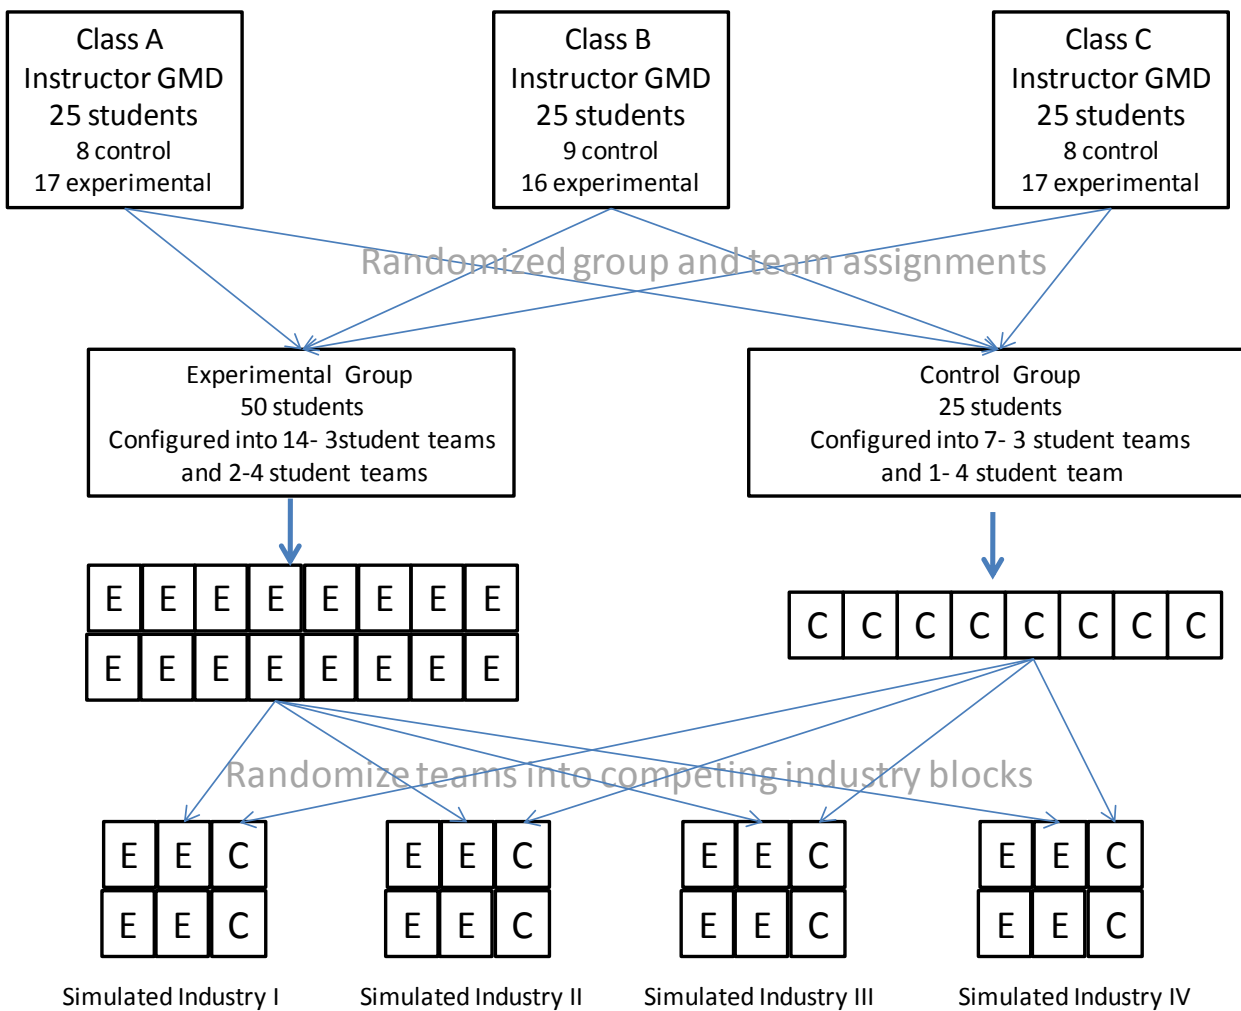 Class A
Instructor GMD
25 students
8 control
17 experimental
Class B
Instructor GMD
25 students
9 control
16 experimental
Class C
Instructor GMD
25 students
8 control
17 experimental
Randomized group and team assignments
Experimental Group
50 students
Configured into 14- 3student teams
and 2-4 student teams
Control Group
25 students
Configured into 7- 3 student teams
and 1- 4 student team
E E E E E E E E
E E E E E E E E
C C C C C C C C
Randomize teams into competing industry blocks
E E C
E E C
Simulated Industry I
E E C
E E C
Simulated Industry II
E E C
E E C
Simulated Industry III
E E C
E E C
Simulated Industry IV